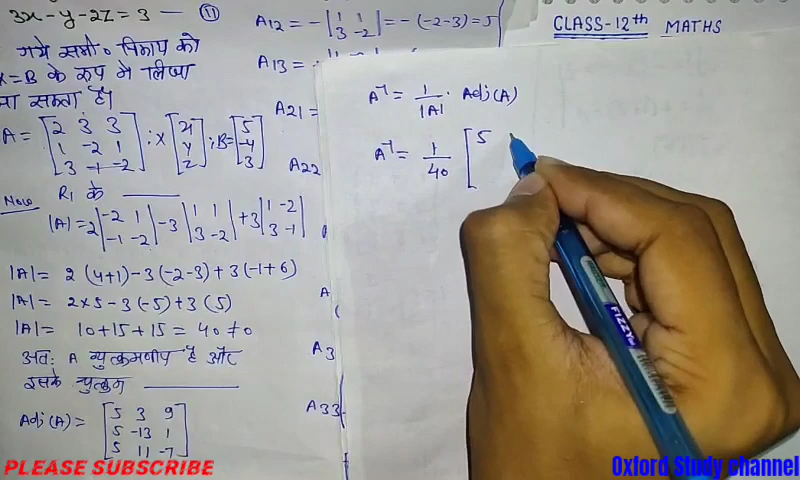 3x-y-2z=3 — (11)
गये समी० निकाय को
X=B के रूप में लिखा
जा सकता है।
A = [2 3 3; X [x ; B= [5
1 -2 1 y -4
3 -1 -2] z] 3]
Now R₁ के ———
|A|=2|-2 1 |-3|1 1 |+3|1 -2|
|-1 -2| |3 -2| |3 -1|
|A|= 2(4+1)-3(-2-3)+3(-1+6)
|A|= 2×5-3(-5)+3(5)
|A|= 10+15+15 = 40 ≠0
अत: A व्युत्क्रमणीय है और
इसके व्युत्क्रम ———
Adj(A)= [5 3 9
5 -13 1
5 11 -7]
A12 = -|1 1| = -(-2-3)=5
|3 -2|
A13 =
A21 =
A22
A
A3
A33
CLASS-12th MATHS
A⁻¹ = 1/|A| . Adj(A)
A⁻¹ = 1/40 [5
FIZZY
PLEASE SUBSCRIBE
Oxford Study channel